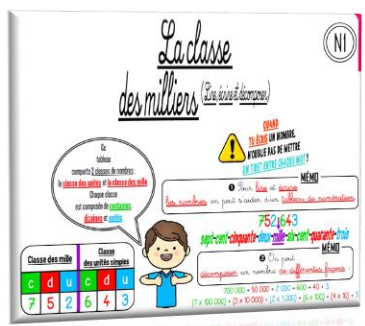 La classe
des milliers (Lire, écrire et décomposer)
N1
QUAND
TU ÉCRIS UN NOMBRE,
N'OUBLIE PAS DE METTRE
UN TIRET ENTRE CHAQUE MOT !
Ce
tableau
comporte 2 classes de nombres :
la classe des unités et la classe des mille
Chaque classe
est composée de centaines,
dizaines et unités
MÉMO
❶ Pour lire et écrire
les nombres on peut s'aider d'un tableau de numération
752 643
sept-cent-cinquante-deux-mille-six-cent-quarante-trois
MÉMO
❷ On peut
décomposer un nombre de différentes façons :
700 000 + 50 000 + 2 000 + 600 + 40 + 3
(7 x 100 000) + (5 x 10 000) + (2 x 1 000) + (6 x 100) + (4 x 10) + 3
Classe des mille
Classe
des unités simples
c d u c d u
7 5 2 6 4 3